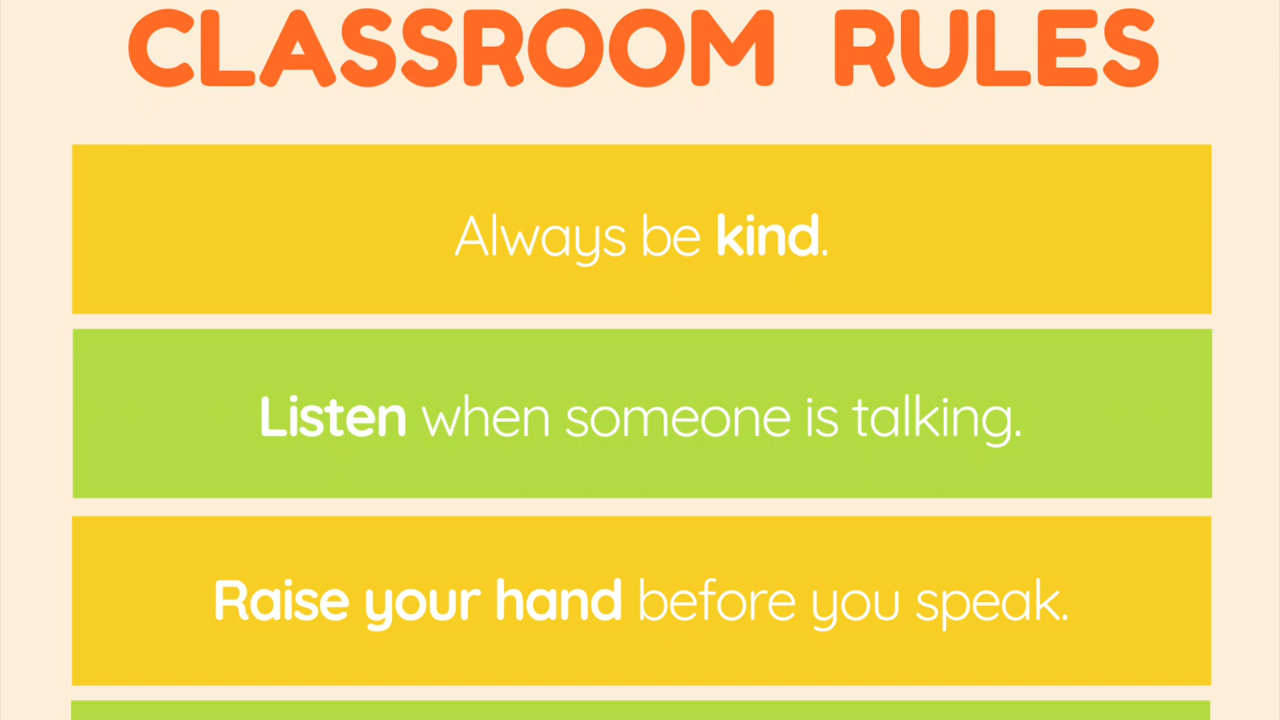 CLASSROOM RULES
Always be kind.
Listen when someone is talking.
Raise your hand before you speak.